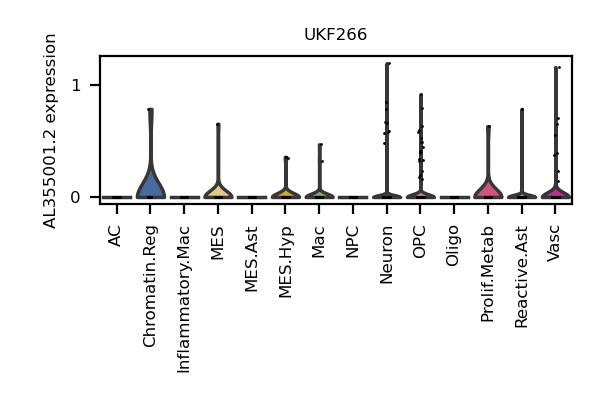 UKF266
AL355001.2 expression
1
0
AC
Chromatin.Reg
Inflammatory.Mac
MES
MES.Ast
MES.Hyp
Mac
NPC
Neuron
OPC
Oligo
Prolif.Metab
Reactive.Ast
Vasc